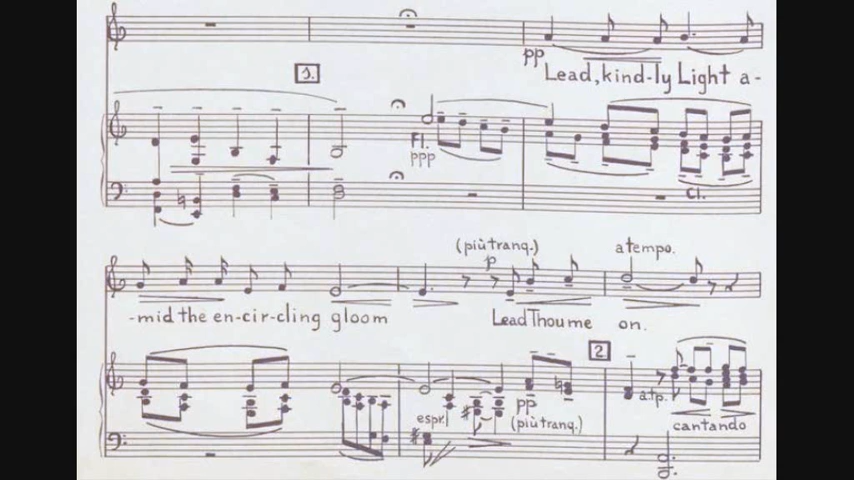 pp
Lead, kind-ly Light a-
1.
Fl.
ppp
Cl.
(più tranq.)
p
a tempo.
-mid the en-cir-cling gloom
Lead Thou me on.
2
espr.
pp
(più tranq.)
atp.
cantando